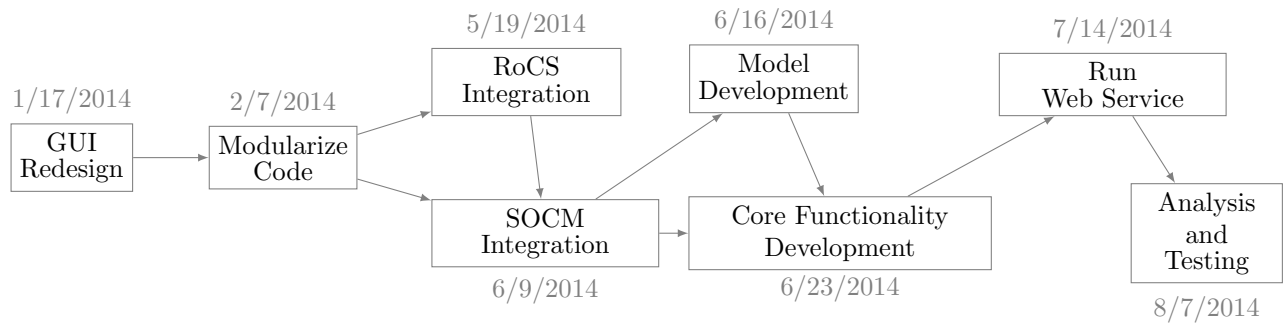 1/17/2014
GUI
Redesign
2/7/2014
Modularize
Code
5/19/2014
RoCS
Integration
SOCM
Integration
6/9/2014
6/16/2014
Model
Development
Core Functionality
Development
6/23/2014
7/14/2014
Run
Web Service
Analysis
and
Testing
8/7/2014